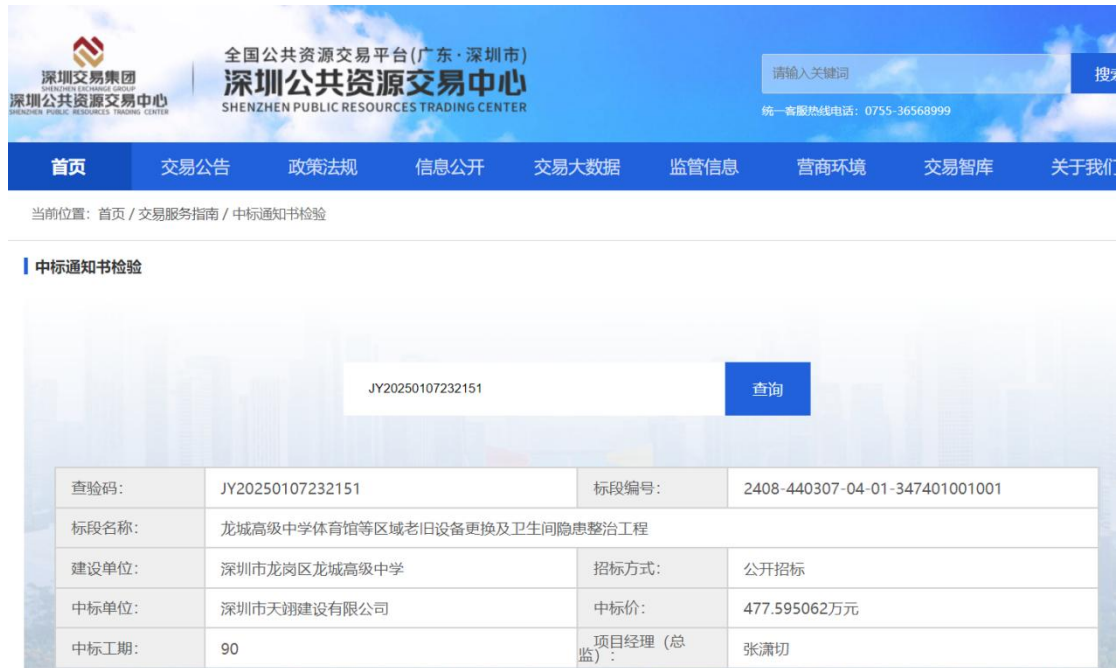 深圳交易集团
SHENZHEN EXCHANGE GROUP
深圳公共资源交易中心
SHENZHEN PUBLIC RESOURCES TRADING CENTER
全国公共资源交易平台(广东·深圳市)
深圳公共资源交易中心
SHENZHEN PUBLIC RESOURCES TRADING CENTER
请输入关键词
搜索
统一客服热线电话：0755-36568999
首页 交易公告 政策法规 信息公开 交易大数据 监管信息 营商环境 交易智库 关于我们
当前位置：首页 / 交易服务指南 / 中标通知书检验
中标通知书检验
JY20250107232151 查询
查验码： JY20250107232151 标段编号： 2408-440307-04-01-347401001001
标段名称： 龙城高级中学体育馆等区域老旧设备更换及卫生间隐患整治工程
建设单位： 深圳市龙岗区龙城高级中学 招标方式： 公开招标
中标单位： 深圳市天翊建设有限公司 中标价： 477.595062万元
中标工期： 90 项目经理（总监）： 张潇切